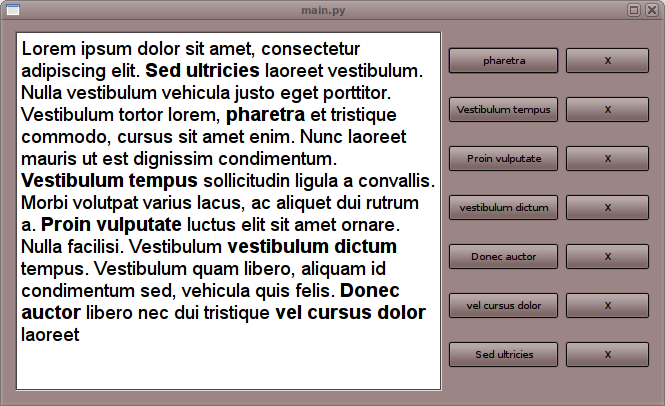 main.py
Lorem ipsum dolor sit amet, consectetur
adipiscing elit. Sed ultricies laoreet vestibulum.
Nulla vestibulum vehicula justo eget porttitor.
Vestibulum tortor lorem, pharetra et tristique
commodo, cursus sit amet enim. Nunc laoreet
mauris ut est dignissim condimentum.
Vestibulum tempus sollicitudin ligula a convallis.
Morbi volutpat varius lacus, ac aliquet dui rutrum
a. Proin vulputate luctus elit sit amet ornare.
Nulla facilisi. Vestibulum vestibulum dictum
tempus. Vestibulum quam libero, aliquam id
condimentum sed, vehicula quis felis. Donec
auctor libero nec dui tristique vel cursus dolor
laoreet
pharetra X
Vestibulum tempus X
Proin vulputate X
vestibulum dictum X
Donec auctor X
vel cursus dolor X
Sed ultricies X